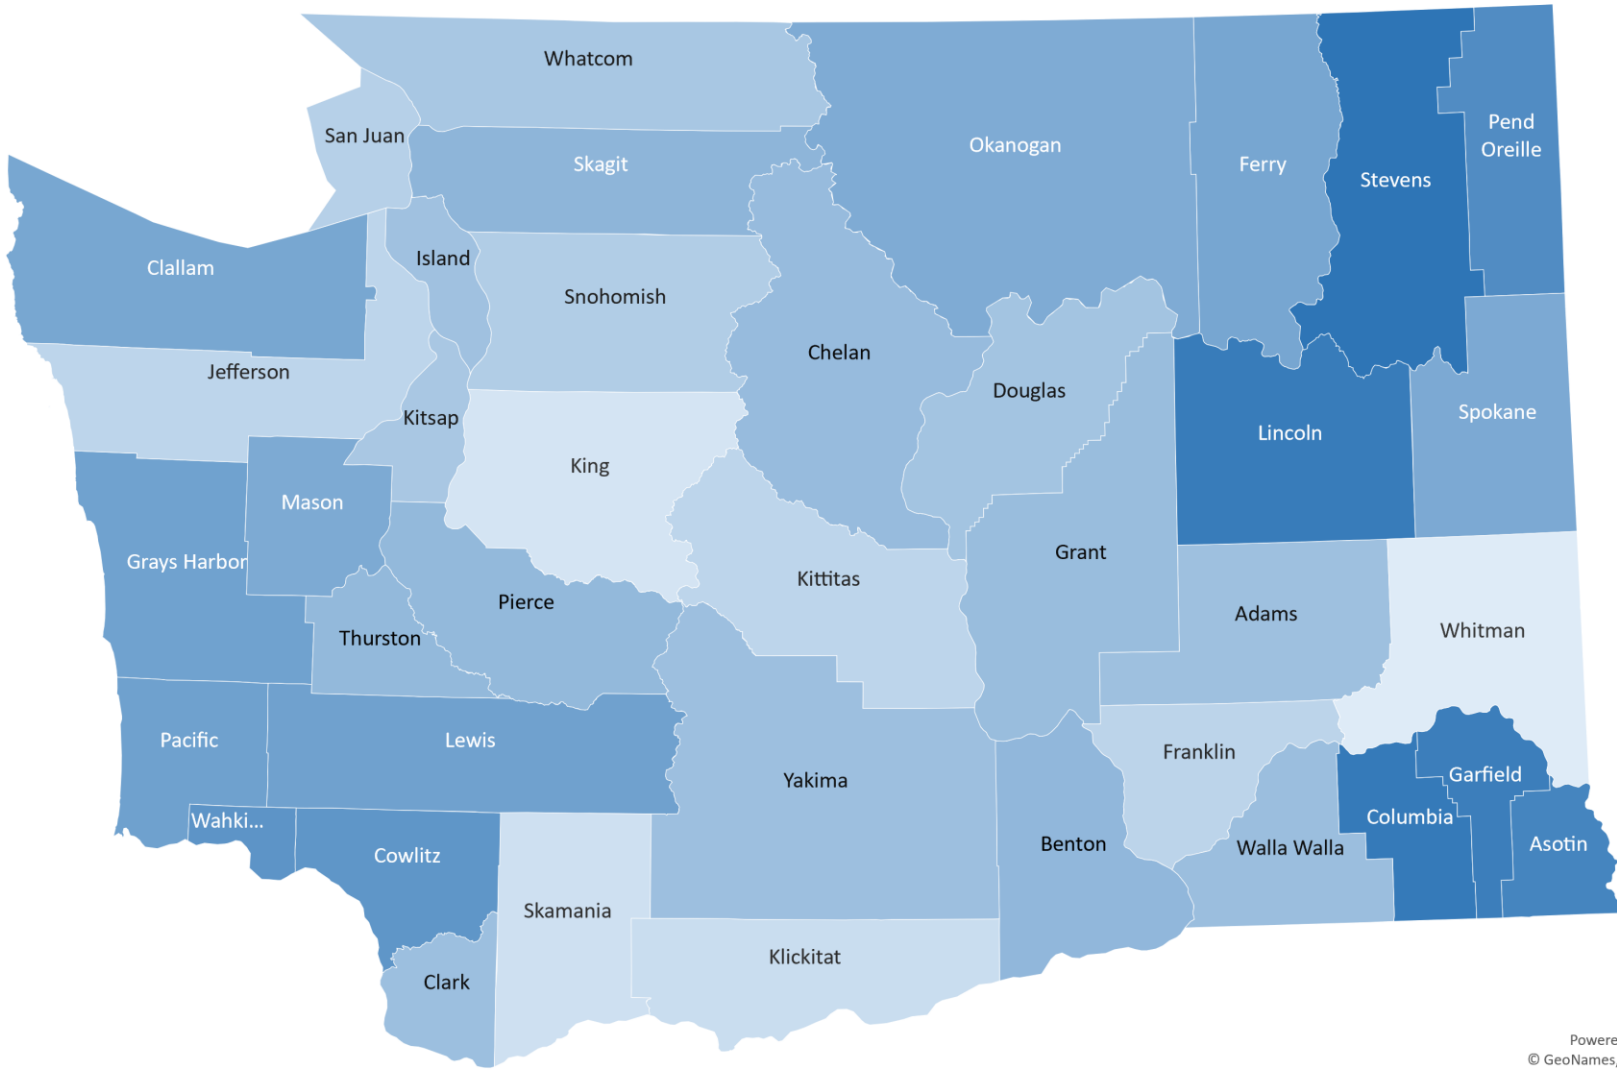 Whatcom
San Juan
Skagit
Okanogan
Ferry
Stevens
Pend
Oreille
Clallam
Island
Snohomish
Chelan
Jefferson
Kitsap
Douglas
Spokane
Lincoln
King
Mason
Grays Harbor
Grant
Kittitas
Pierce
Adams
Thurston
Whitman
Pacific
Lewis
Franklin
Yakima
Garfield
Wahki...
Columbia
Benton
Walla Walla
Asotin
Cowlitz
Skamania
Klickitat
Clark
Powere
© GeoNames,